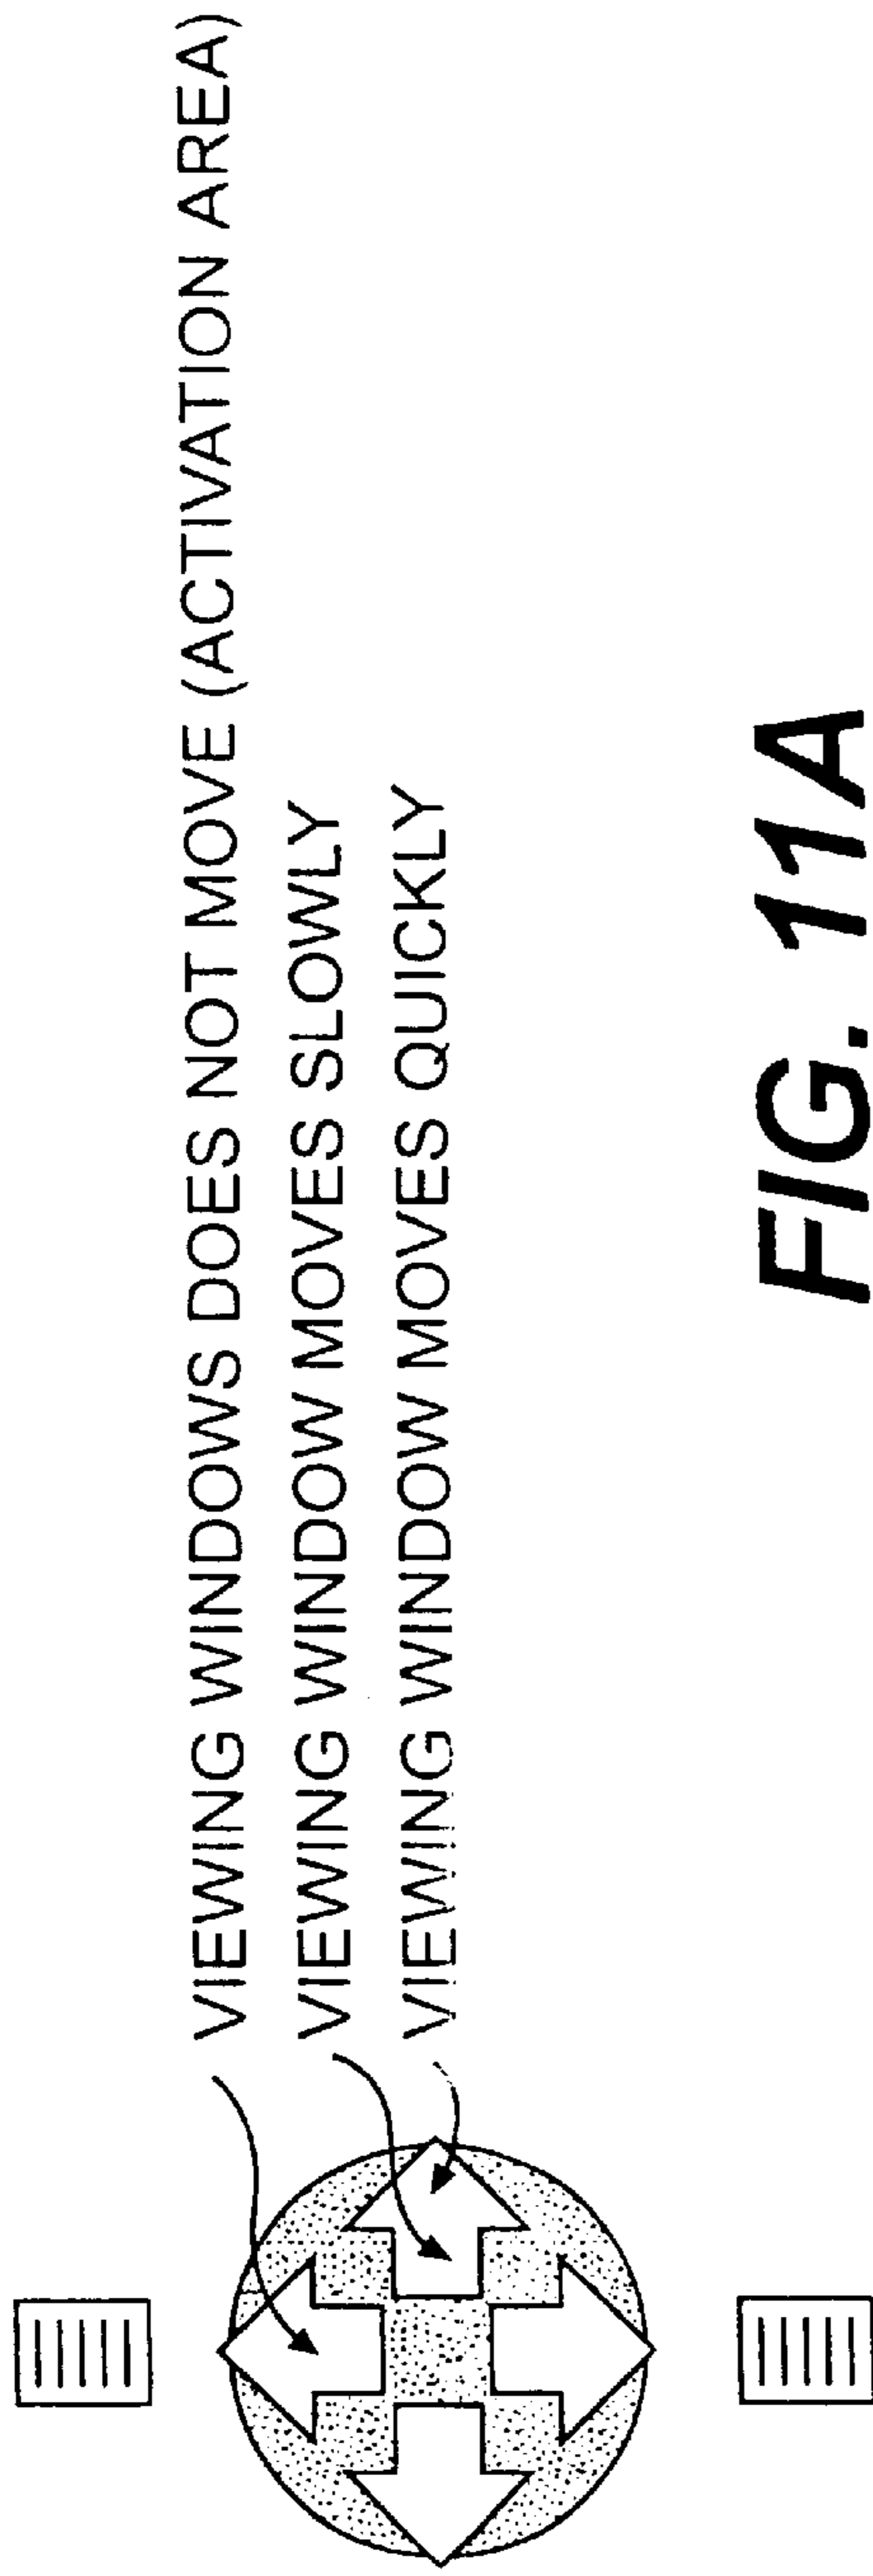 VIEWING WINDOWS DOES NOT MOVE (ACTIVATION AREA)
VIEWING WINDOW MOVES SLOWLY
VIEWING WINDOW MOVES QUICKLY
FIG. 11A